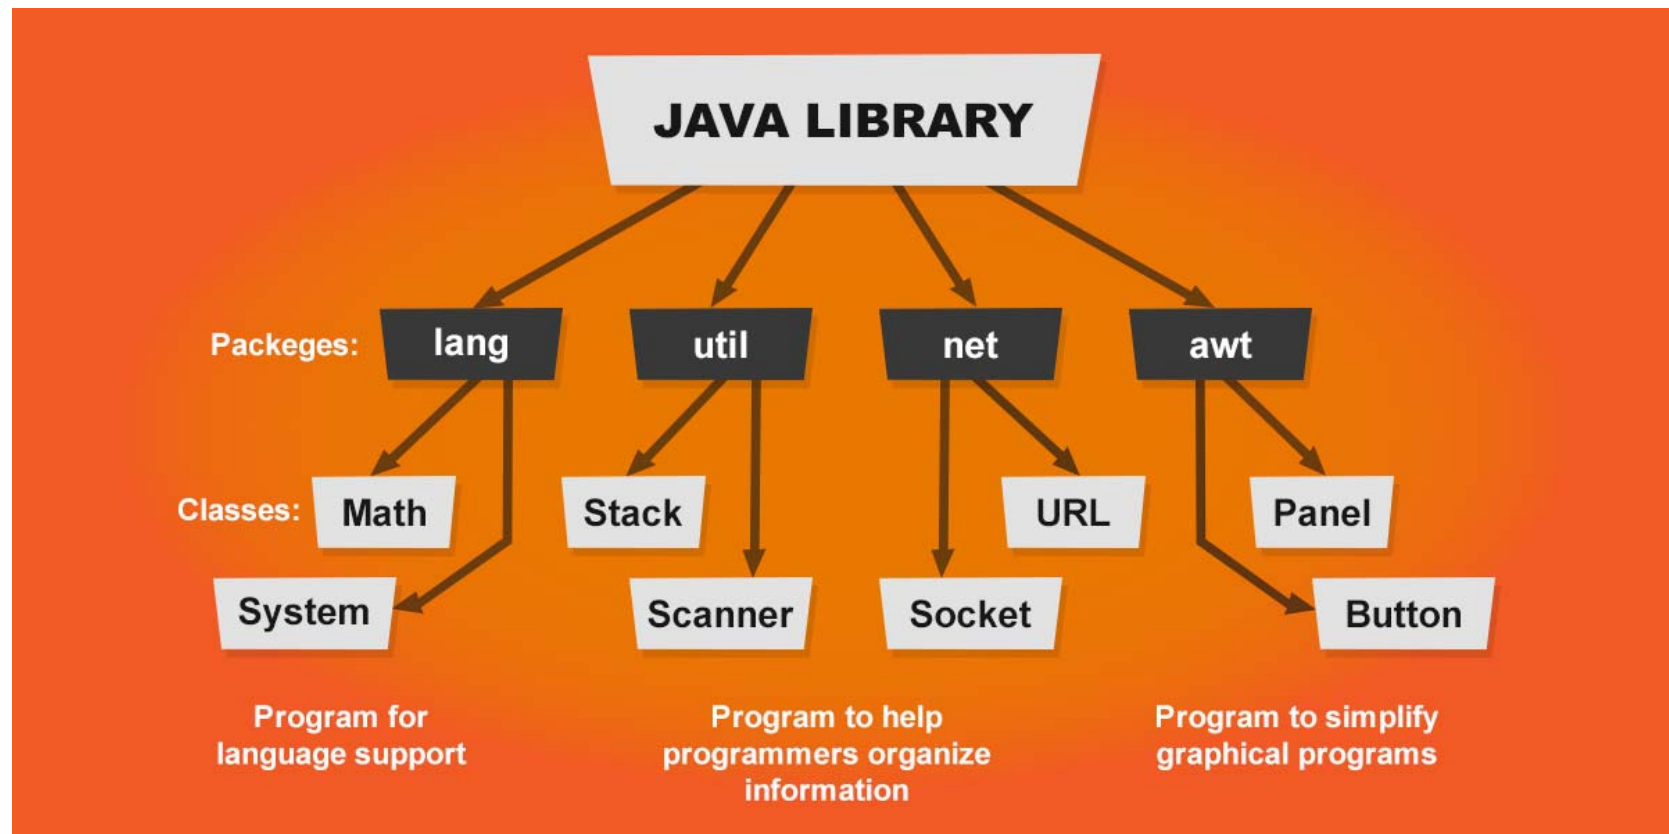 JAVA LIBRARY
Packeges:
lang
util
net
awt
Classes:
Math
Stack
URL
Panel
System
Scanner
Socket
Button
Program for
language support
Program to help
programmers organize
information
Program to simplify
graphical programs